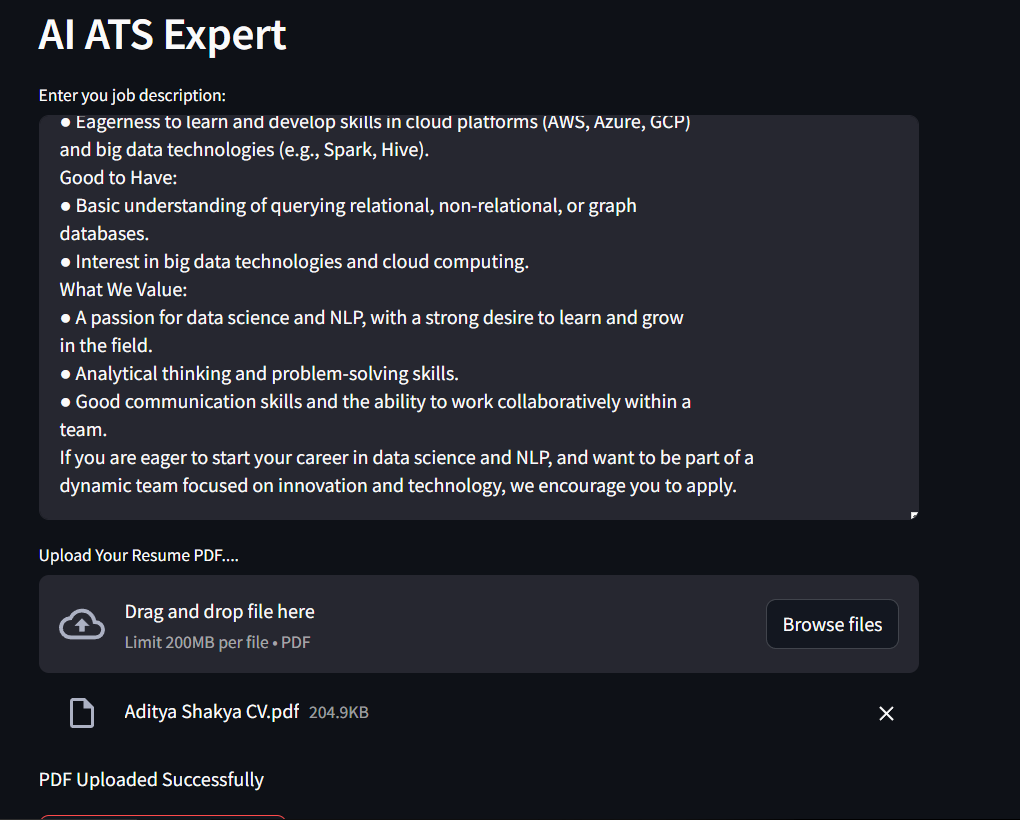 AI ATS Expert
Enter you job description:
● Eagerness to learn and develop skills in cloud platforms (AWS, Azure, GCP)
and big data technologies (e.g., Spark, Hive).
Good to Have:
● Basic understanding of querying relational, non-relational, or graph
databases.
● Interest in big data technologies and cloud computing.
What We Value:
● A passion for data science and NLP, with a strong desire to learn and grow
in the field.
● Analytical thinking and problem-solving skills.
● Good communication skills and the ability to work collaboratively within a
team.
If you are eager to start your career in data science and NLP, and want to be part of a
dynamic team focused on innovation and technology, we encourage you to apply.
Upload Your Resume PDF....
Drag and drop file here
Limit 200MB per file • PDF
Browse files
Aditya Shakya CV.pdf 204.9KB
PDF Uploaded Successfully